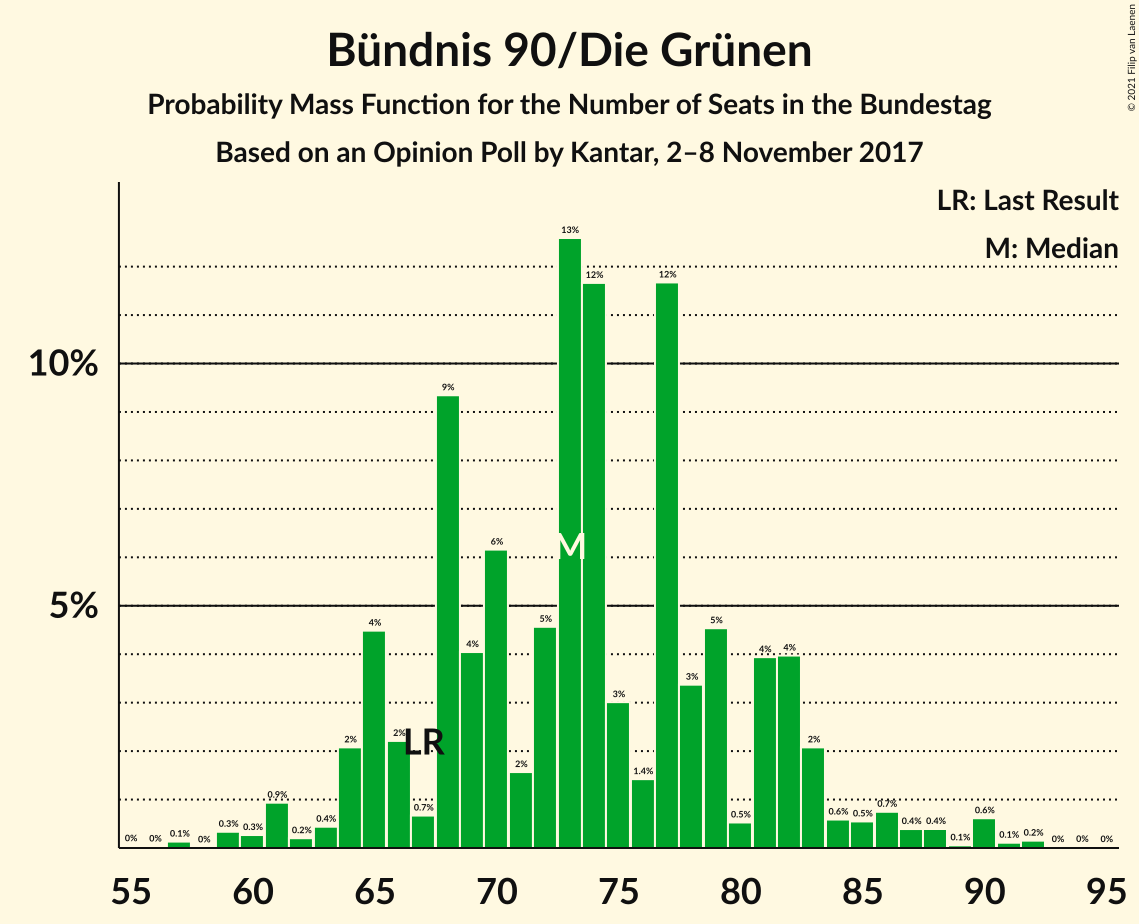 Bündnis 90/Die Grünen
Probability Mass Function for the Number of Seats in the Bundestag
Based on an Opinion Poll by Kantar, 2–8 November 2017
© 2021 Filip van Laenen
LR: Last Result
M: Median
10%
5%
0% 0% 0.1% 0% 0.3% 0.3% 0.9% 0.2% 0.4% 2% 4% 2% 0.7% 9% 4% 6% 2% 5% 13% 12% 3% 1.4% 12% 3% 5% 0.5% 4% 4% 2% 0.6% 0.5% 0.7% 0.4% 0.4% 0.1% 0.6% 0.1% 0.2% 0% 0% 0%
M
LR
55 60 65 70 75 80 85 90 95